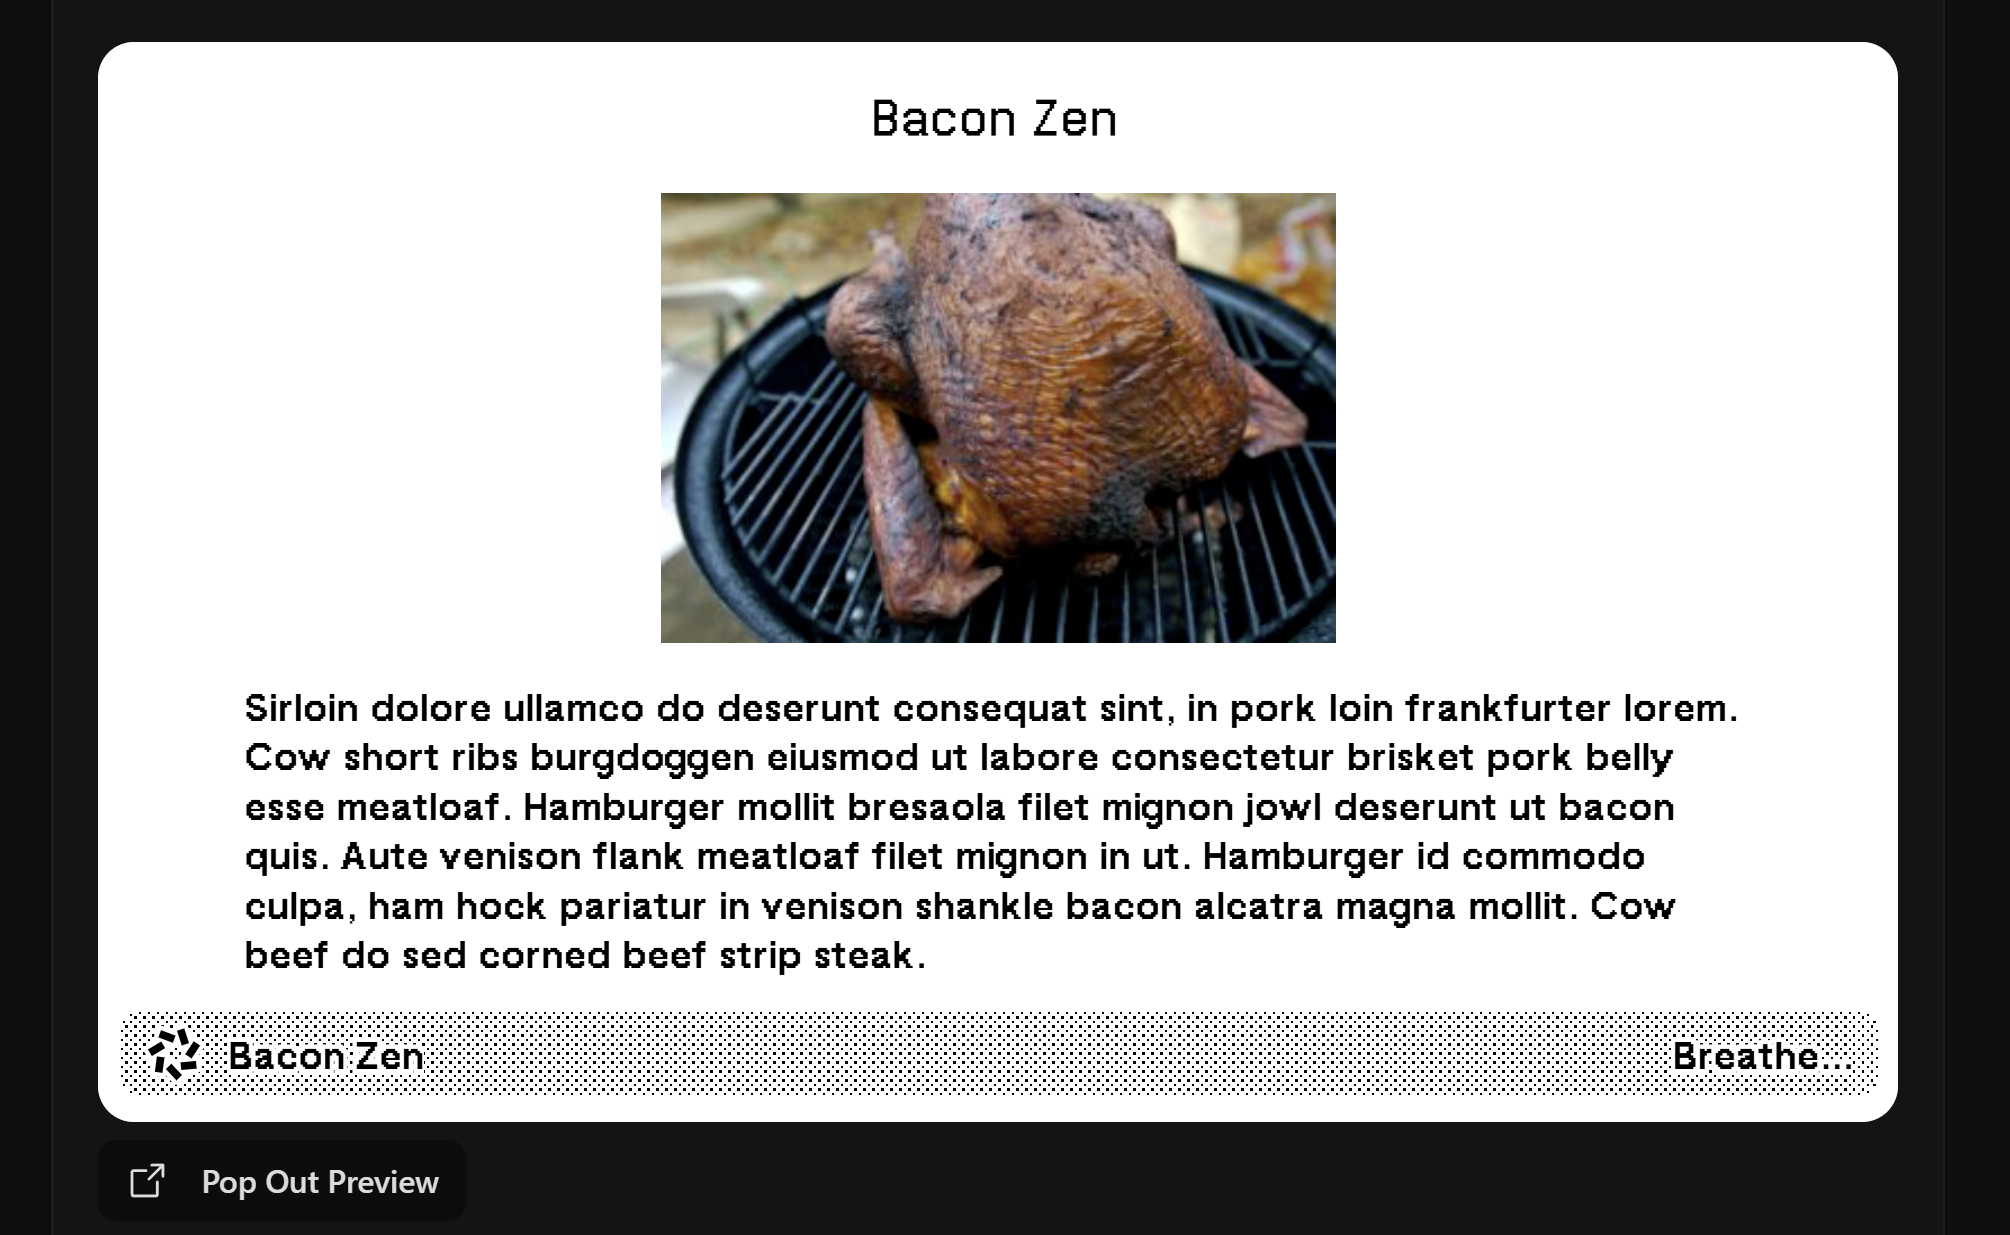 Bacon Zen
Sirloin dolore ullamco do deserunt consequat sint, in pork loin frankfurter lorem.
Cow short ribs burgdoggen eiusmod ut labore consectetur brisket pork belly
esse meatloaf. Hamburger mollit bresaola filet mignon jowl deserunt ut bacon
quis. Aute venison flank meatloaf filet mignon in ut. Hamburger id commodo
culpa, ham hock pariatur in venison shankle bacon alcatra magna mollit. Cow
beef do sed corned beef strip steak.
Bacon Zen
Breathe...
Pop Out Preview